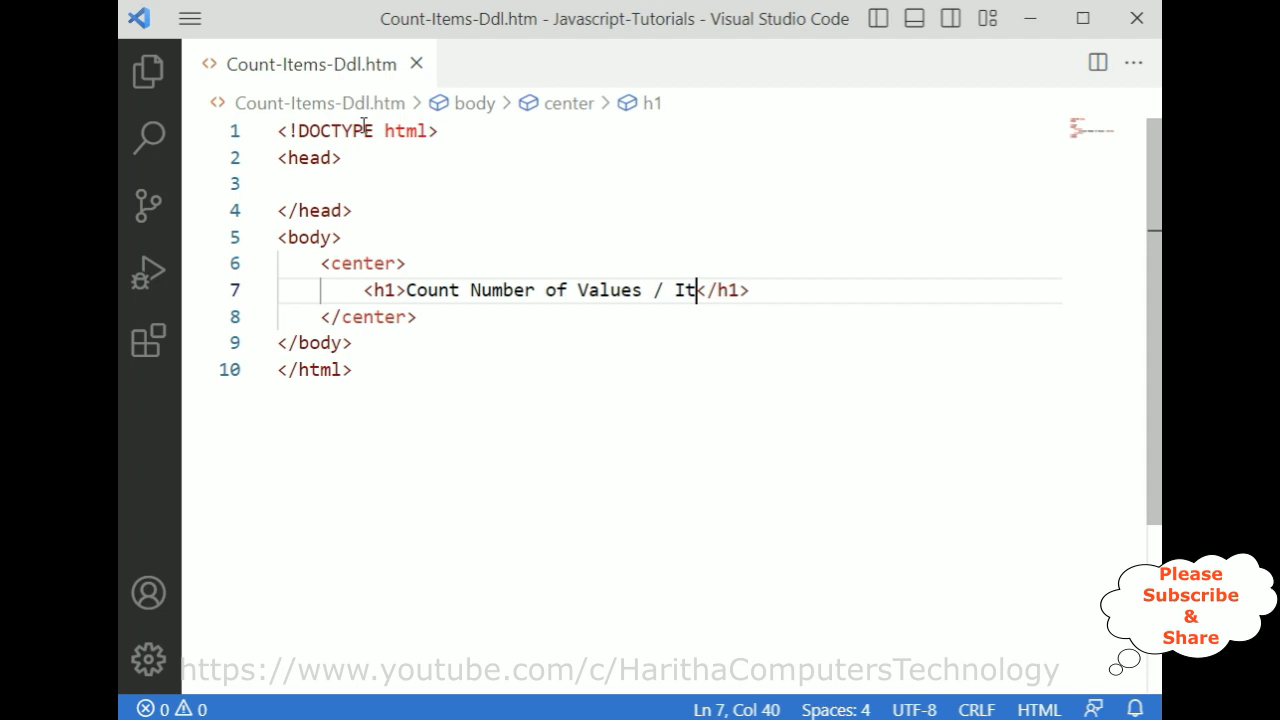 Count-Items-Ddl.htm - Javascript-Tutorials - Visual Studio Code
Count-Items-Ddl.htm
Count-Items-Ddl.htm > body > center > h1
1 <!DOCTYPE html>
2 <head>
3
4 </head>
5 <body>
6 <center>
7 <h1>Count Number of Values / It</h1>
8 </center>
9 </body>
10 </html>
Please
Subscribe
&
Share
https://www.youtube.com/c/HarithaComputersTechnology
0 0 Ln 7, Col 40 Spaces: 4 UTF-8 CRLF HTML